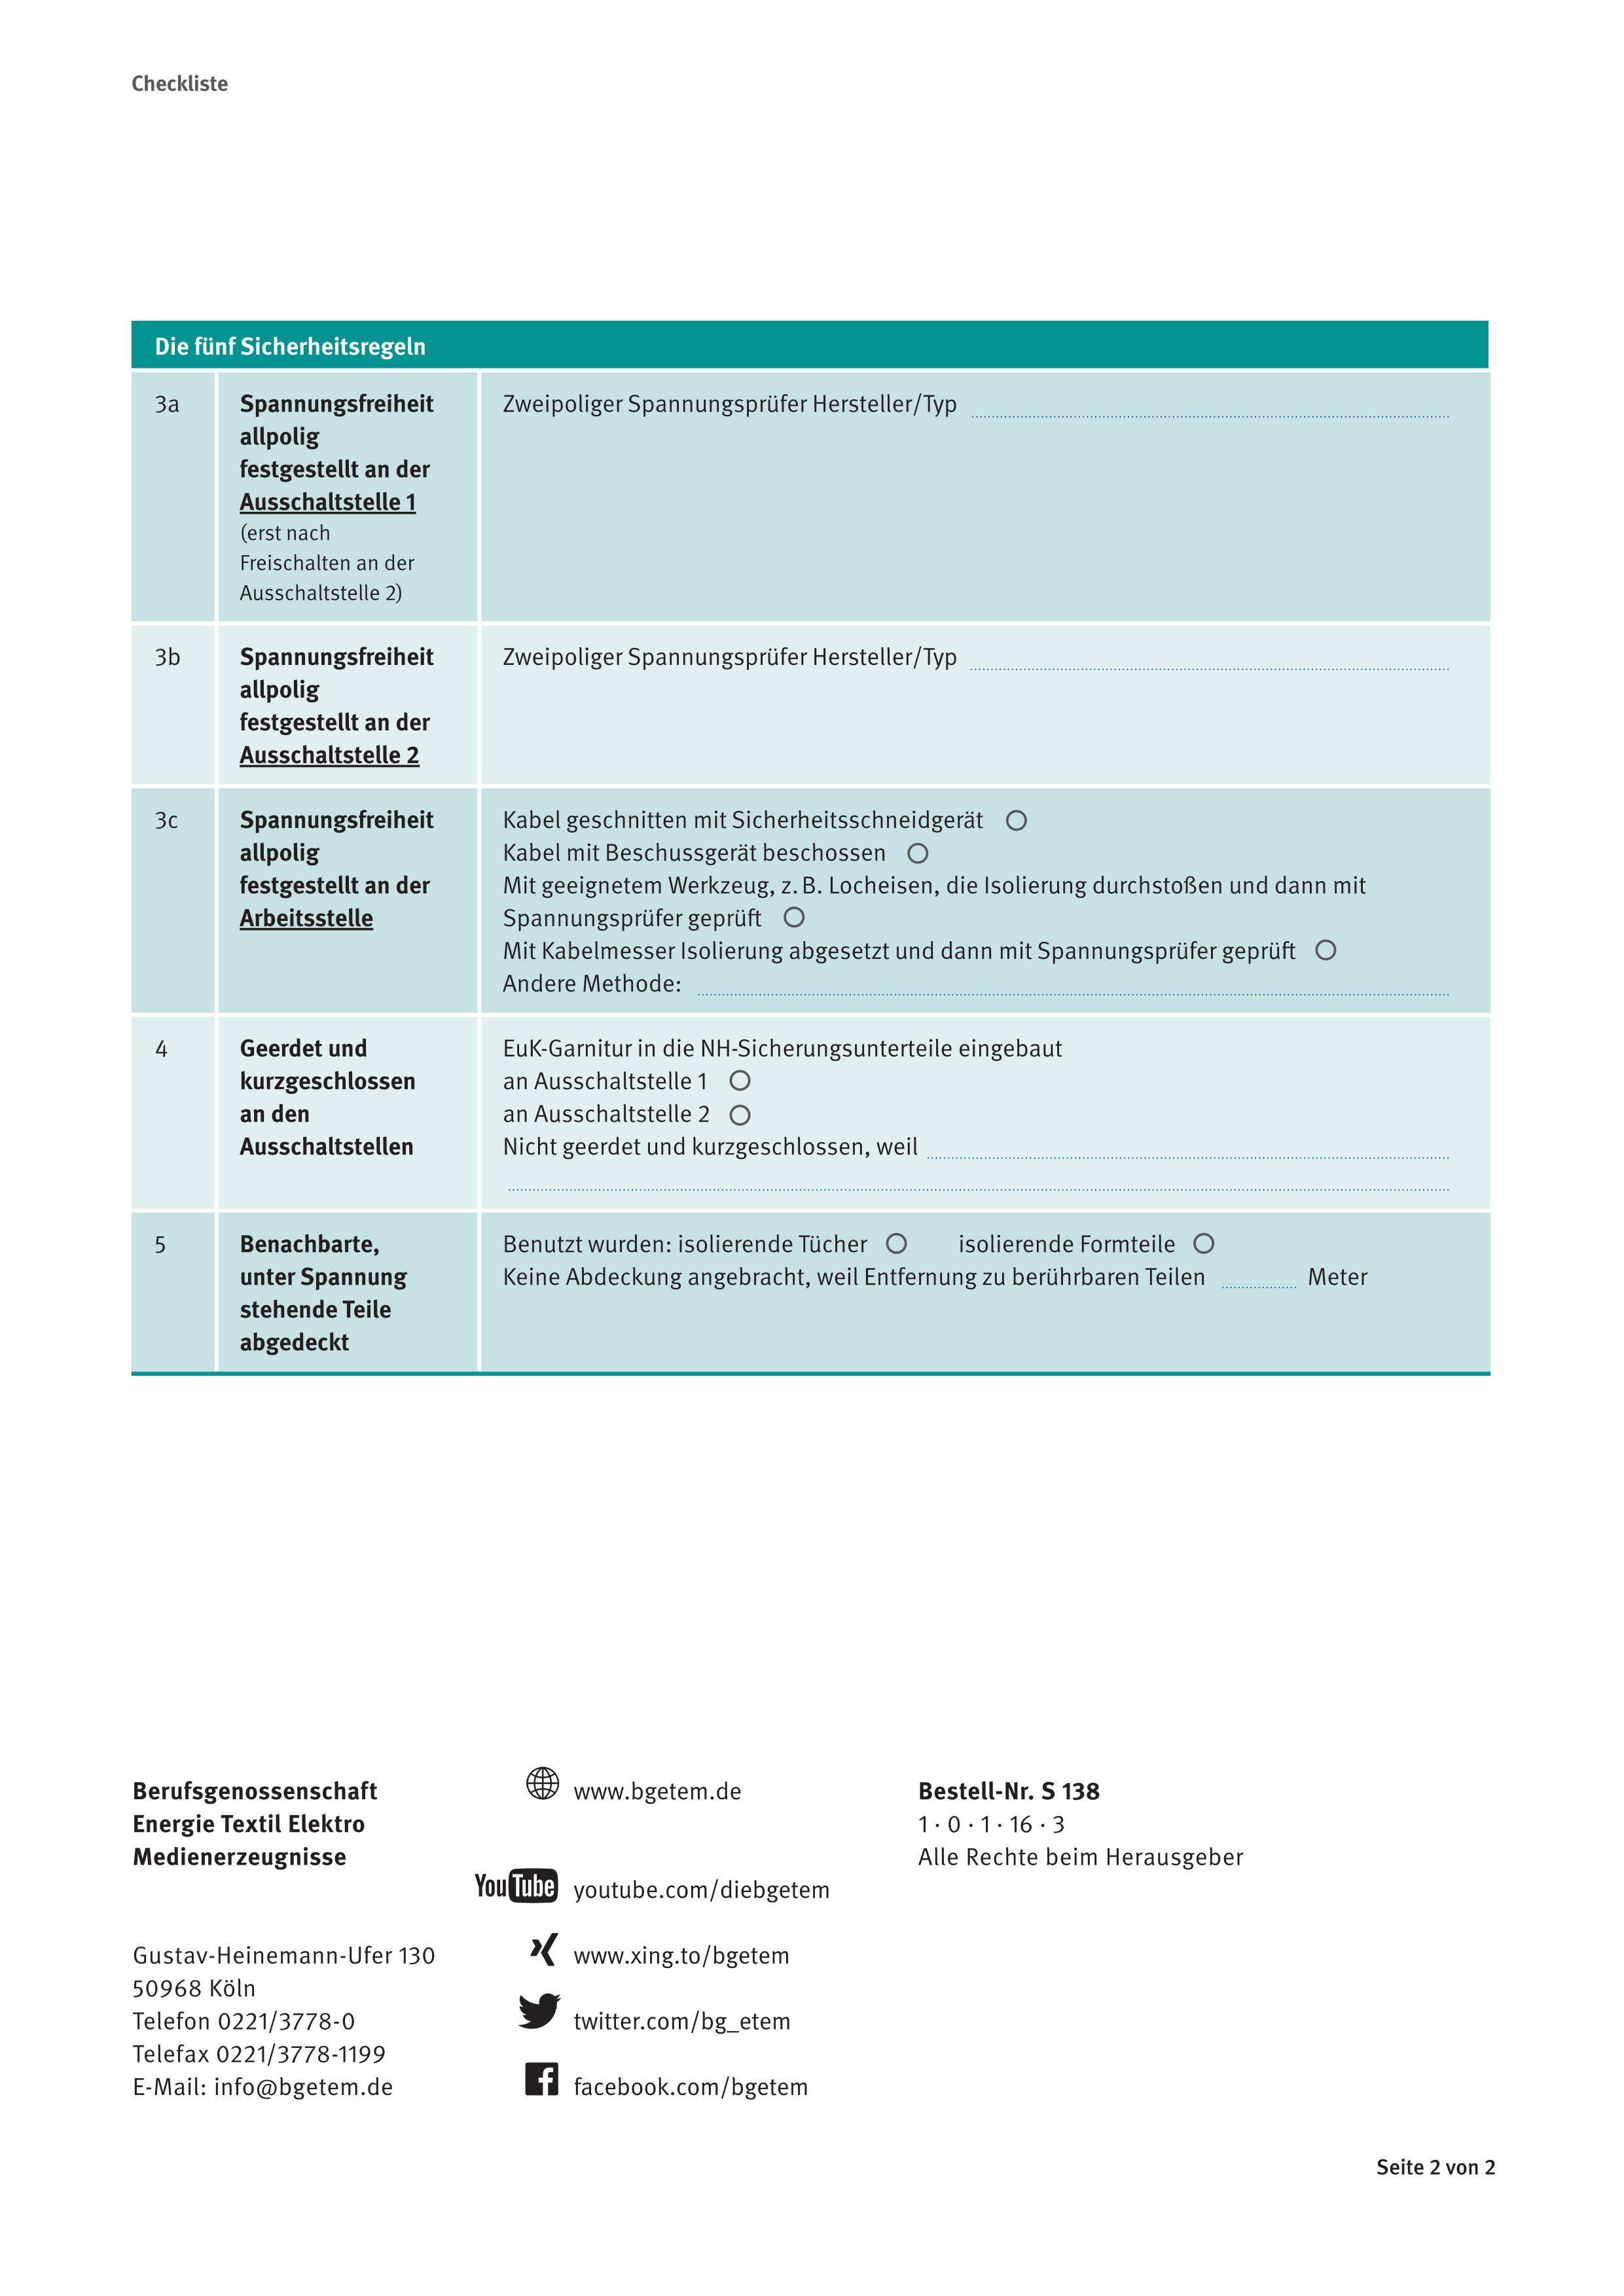 Checkliste
Die fünf Sicherheitsregeln
3a
Spannungsfreiheit
allpolig
festgestellt an der
Ausschaltstelle 1
(erst nach
Freischalten an der
Ausschaltstelle 2)
Zweipoliger Spannungsprüfer Hersteller/Typ
3b
Spannungsfreiheit
allpolig
festgestellt an der
Ausschaltstelle 2
Zweipoliger Spannungsprüfer Hersteller/Typ
3c
Spannungsfreiheit
allpolig
festgestellt an der
Arbeitsstelle
Kabel geschnitten mit Sicherheitsschneidgerät
Kabel mit Beschussgerät beschossen
Mit geeignetem Werkzeug, z. B. Locheisen, die Isolierung durchstoßen und dann mit
Spannungsprüfer geprüft
Mit Kabelmesser Isolierung abgesetzt und dann mit Spannungsprüfer geprüft
Andere Methode:
4
Geerdet und
kurzgeschlossen
an den
Ausschaltstellen
EuK-Garnitur in die NH-Sicherungsunterteile eingebaut
an Ausschaltstelle 1
an Ausschaltstelle 2
Nicht geerdet und kurzgeschlossen, weil
5
Benachbarte,
unter Spannung
stehende Teile
abgedeckt
Benutzt wurden: isolierende Tücher isolierende Formteile
Keine Abdeckung angebracht, weil Entfernung zu berührbaren Teilen Meter
Berufsgenossenschaft
Energie Textil Elektro
Medienerzeugnisse
Gustav-Heinemann-Ufer 130
50968 Köln
Telefon 0221/3778-0
Telefax 0221/3778-1199
E-Mail: info@bgetem.de
www.bgetem.de
YouTube youtube.com/diebgetem
www.xing.to/bgetem
twitter.com/bg_etem
facebook.com/bgetem
Bestell-Nr. S 138
1 · 0 · 1 · 16 · 3
Alle Rechte beim Herausgeber
Seite 2 von 2